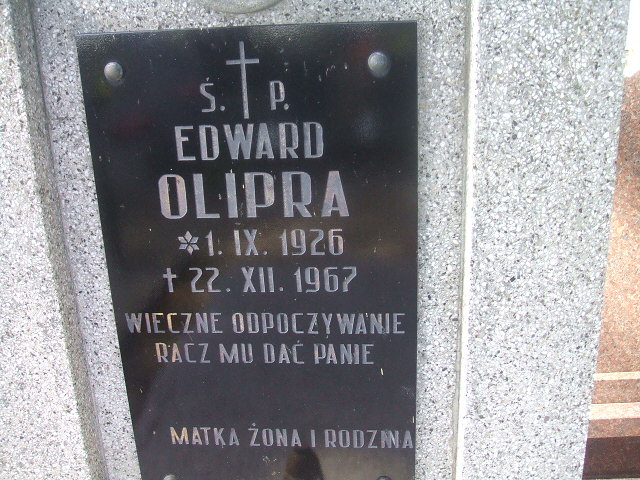 Ś. P.
EDWARD
OLIPRA
* 1. IX. 1926
† 22. XII. 1967
WIECZNE ODPOCZYWANIE
RACZ MU DAĆ PANIE
MATKA ŻONA I RODZINA